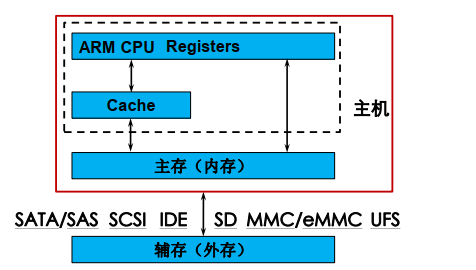 ARM CPU Registers
Cache
主机
主存（内存）
SATA/SAS SCSI IDE SD MMC/eMMC UFS
辅存（外存）